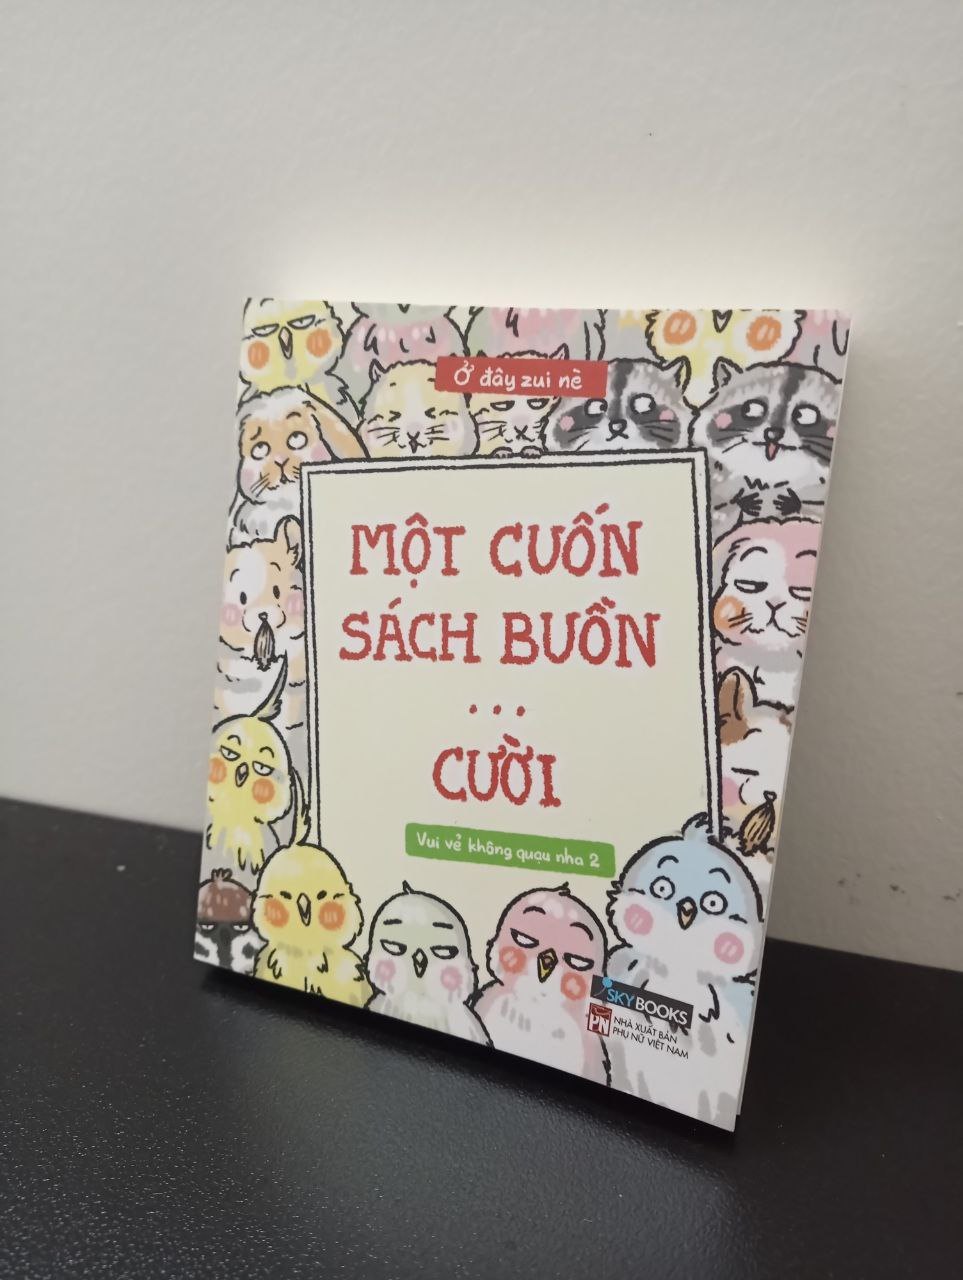 Ở đây zui nè
MỘT CUỐN
SÁCH BUỒN
...
CƯỜI
Vui vẻ không quạu nha 2
SKYBOOKS
PN
NHÀ XUẤT BẢN
PHỤ NỮ VIỆT NAM